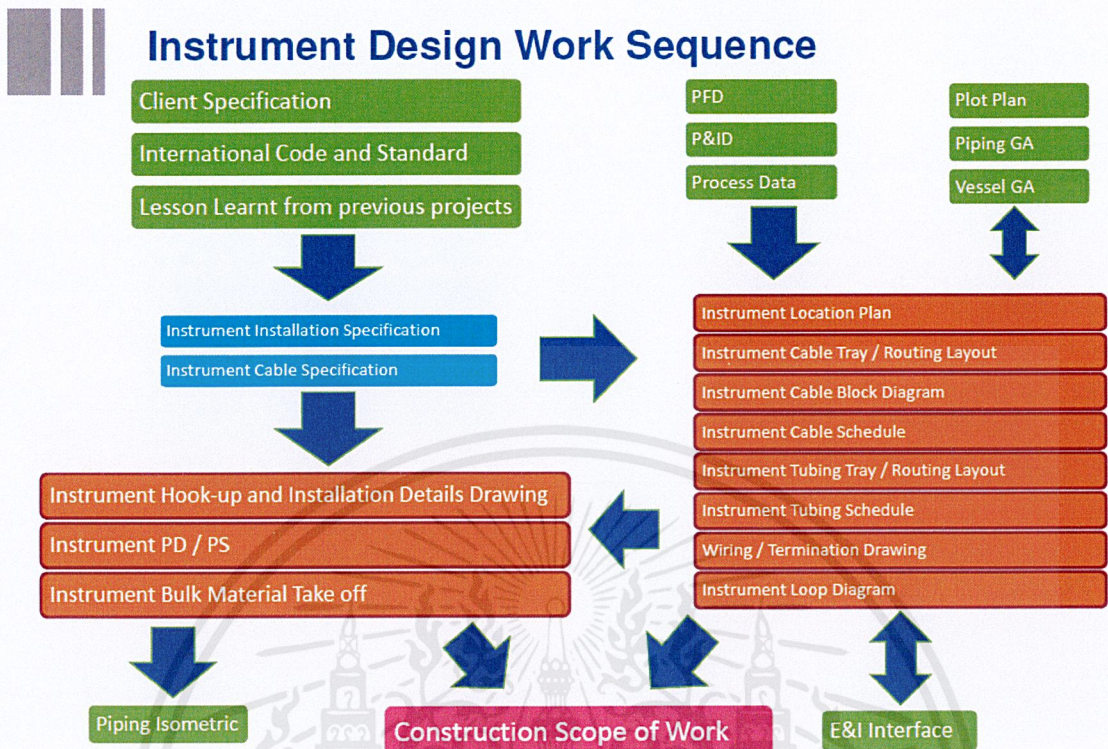 Instrument Design Work Sequence
Client Specification
International Code and Standard
Lesson Learnt from previous projects
PFD
P&ID
Process Data
Plot Plan
Piping GA
Vessel GA
Instrument Installation Specification
Instrument Cable Specification
Instrument Location Plan
Instrument Cable Tray / Routing Layout
Instrument Cable Block Diagram
Instrument Cable Schedule
Instrument Tubing Tray / Routing Layout
Instrument Tubing Schedule
Wiring / Termination Drawing
Instrument Loop Diagram
Instrument Hook-up and Installation Details Drawing
Instrument PD / PS
Instrument Bulk Material Take off
Piping Isometric
Construction Scope of Work
E&I Interface